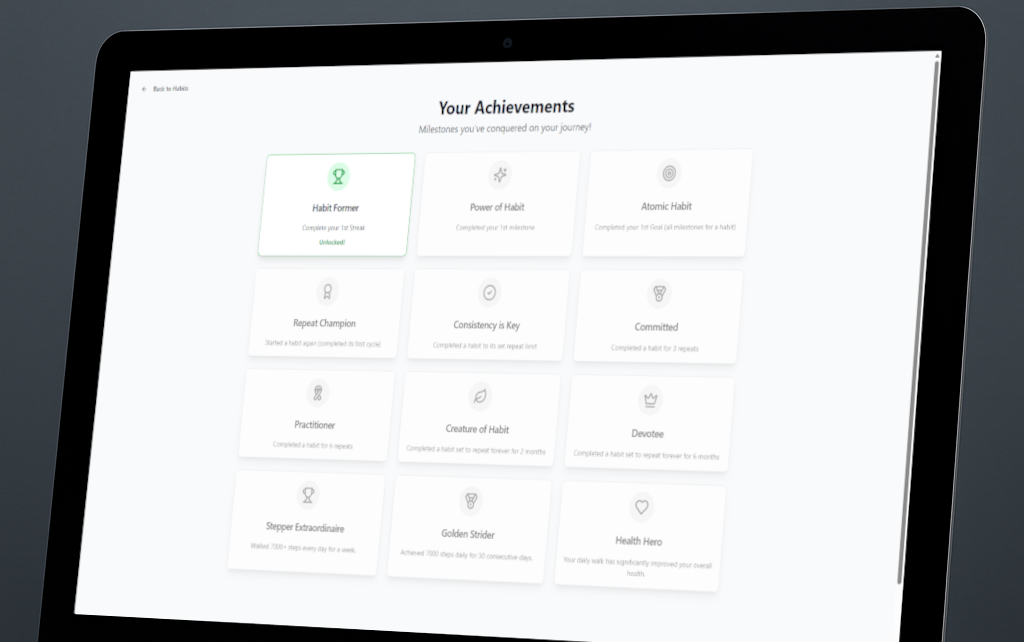 Back to Habits
Your Achievements
Milestones you've conquered on your journey!
Habit Former
Complete your 1st Streak
Unlocked!
Power of Habit
Completed your 1st milestone
Atomic Habit
Completed your 1st Goal (all milestones for a habit)
Repeat Champion
Started a habit again (completed its first cycle)
Consistency is Key
Completed a habit to its set repeat limit
Committed
Completed a habit for 3 repeats
Practitioner
Completed a habit for 6 repeats
Creature of Habit
Completed a habit set to repeat forever for 2 months
Devotee
Completed a habit set to repeat forever for 6 months
Stepper Extraordinaire
Walked 7000+ steps every day for a week.
Golden Strider
Achieved 7000 steps daily for 30 consecutive days.
Health Hero
Your daily walk has significantly improved your overall
health.